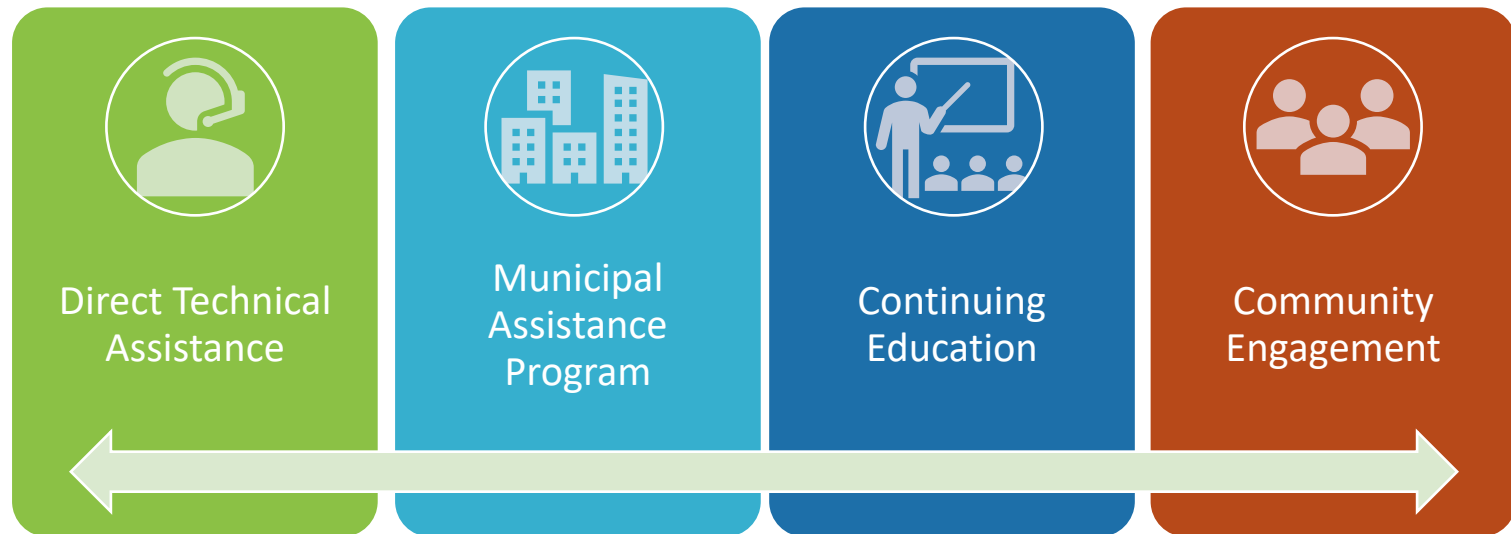 Direct Technical
Assistance
Municipal
Assistance
Program
Continuing
Education
Community
Engagement